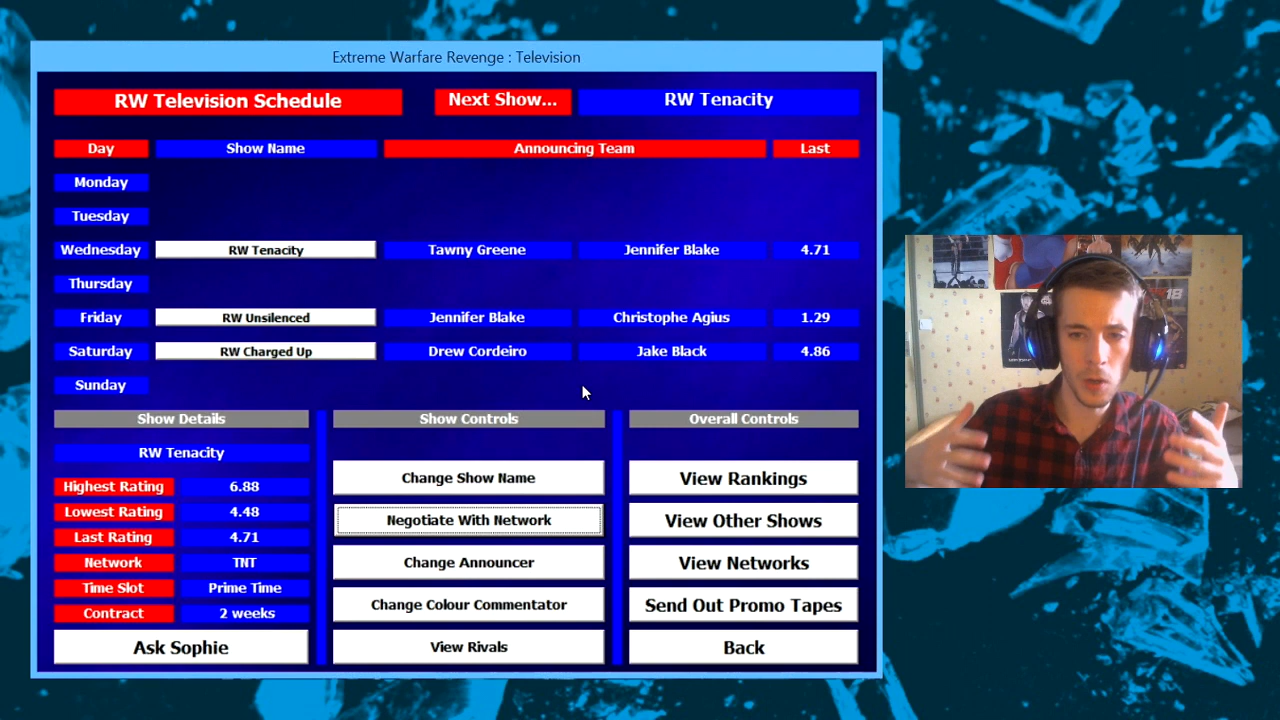 Extreme Warfare Revenge : Television
RW Television Schedule
Next Show...
RW Tenacity
Day
Show Name
Announcing Team
Last
Monday
Tuesday
Wednesday
RW Tenacity
Tawny Greene
Jennifer Blake
4.71
Thursday
Friday
RW Unsilenced
Jennifer Blake
Christophe Agius
1.29
Saturday
RW Charged Up
Drew Cordeiro
Jake Black
4.86
Sunday
Show Details
RW Tenacity
Highest Rating
6.88
Lowest Rating
4.48
Last Rating
4.71
Network
TNT
Time Slot
Prime Time
Contract
2 weeks
Ask Sophie
Show Controls
Change Show Name
Negotiate With Network
Change Announcer
Change Colour Commentator
View Rivals
Overall Controls
View Rankings
View Other Shows
View Networks
Send Out Promo Tapes
Back
18